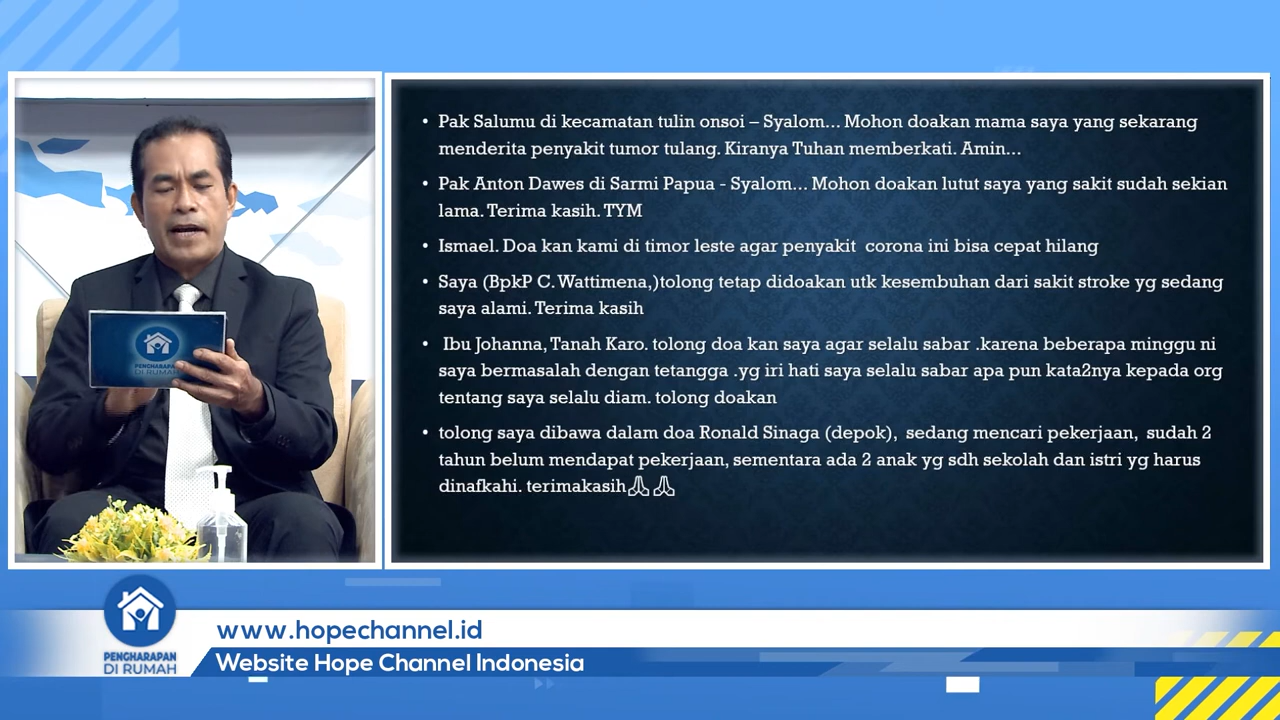 • Pak Salumu di kecamatan tulin onsoi – Syalom... Mohon doakan mama saya yang sekarang
menderita penyakit tumor tulang. Kiranya Tuhan memberkati. Amin...
• Pak Anton Dawes di Sarmi Papua - Syalom... Mohon doakan lutut saya yang sakit sudah sekian
lama. Terima kasih. TYM
• Ismael. Doa kan kami di timor leste agar penyakit  corona ini bisa cepat hilang
• Saya (BpkP C. Wattimena,)tolong tetap didoakan utk kesembuhan dari sakit stroke yg sedang
saya alami. Terima kasih
• Ibu Johanna, Tanah Karo. tolong doa kan saya agar selalu sabar .karena beberapa minggu ni
saya bermasalah dengan tetangga .yg iri hati saya selalu sabar apa pun kata2nya kepada org
tentang saya selalu diam. tolong doakan
• tolong saya dibawa dalam doa Ronald Sinaga (depok),  sedang mencari pekerjaan,  sudah 2
tahun belum mendapat pekerjaan, sementara ada 2 anak yg sdh sekolah dan istri yg harus
dinafkahi. terimakasih🙏🙏
PENGHARAPAN
DI RUMAH
www.hopechannel.id
PENGHARAPAN
DI RUMAH
Website Hope Channel Indonesia